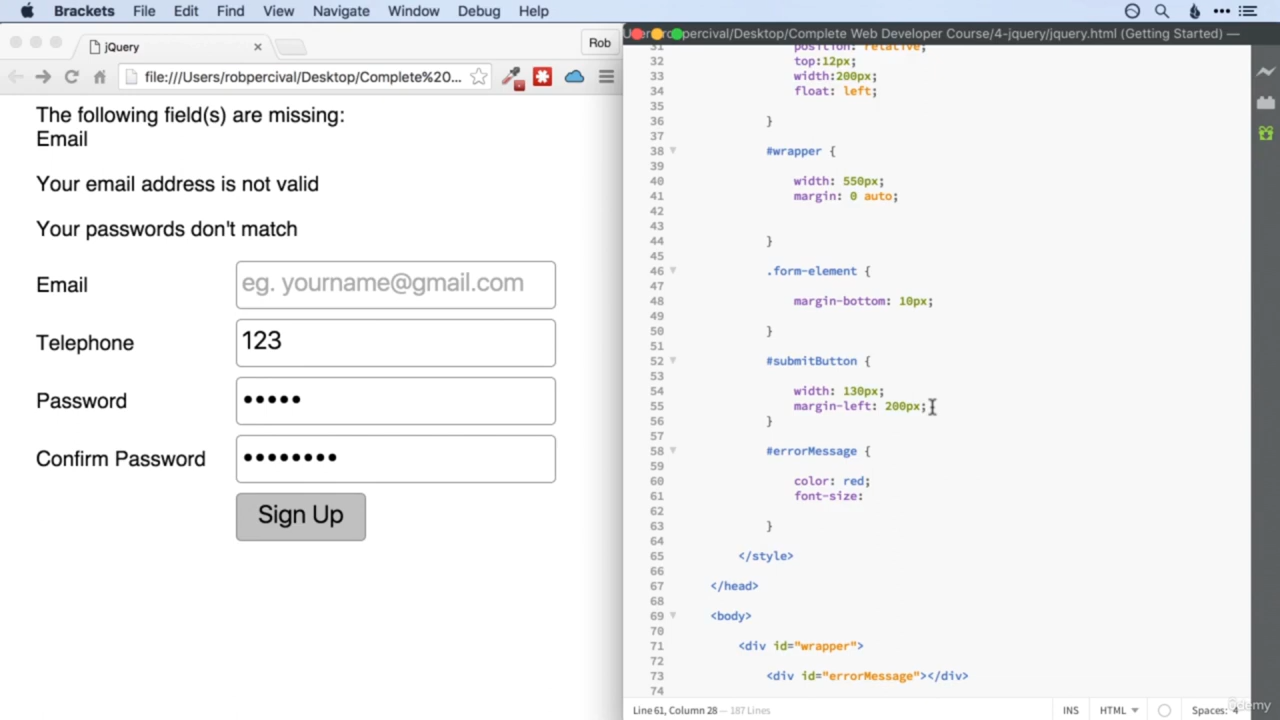 Brackets File Edit Find View Navigate Window Debug Help
jQuery
Rob
file:///Users/robpercival/Desktop/Complete%20...
The following field(s) are missing:
Email
Your email address is not valid
Your passwords don't match
Email
eg. yourname@gmail.com
Telephone
123
Password
Confirm Password
Sign Up
robpercival/Desktop/Complete Web Developer Course/4-jquery/jquery.html (Getting Started) —
31 position: relative;
32 top:12px;
33 width:200px;
34 float: left;
35
36 }
37
38 #wrapper {
39
40 width: 550px;
41 margin: 0 auto;
42
43
44 }
45
46 .form-element {
47
48 margin-bottom: 10px;
49
50 }
51
52 #submitButton {
53
54 width: 130px;
55 margin-left: 200px;
56 }
57
58 #errorMessage {
59
60 color: red;
61 font-size:
62
63 }
64
65 </style>
66
67 </head>
68
69 <body>
70
71 <div id="wrapper">
72
73 <div id="errorMessage"></div>
74
Line 61, Column 28 — 187 Lines
INS HTML Spaces: 4
ûdemy